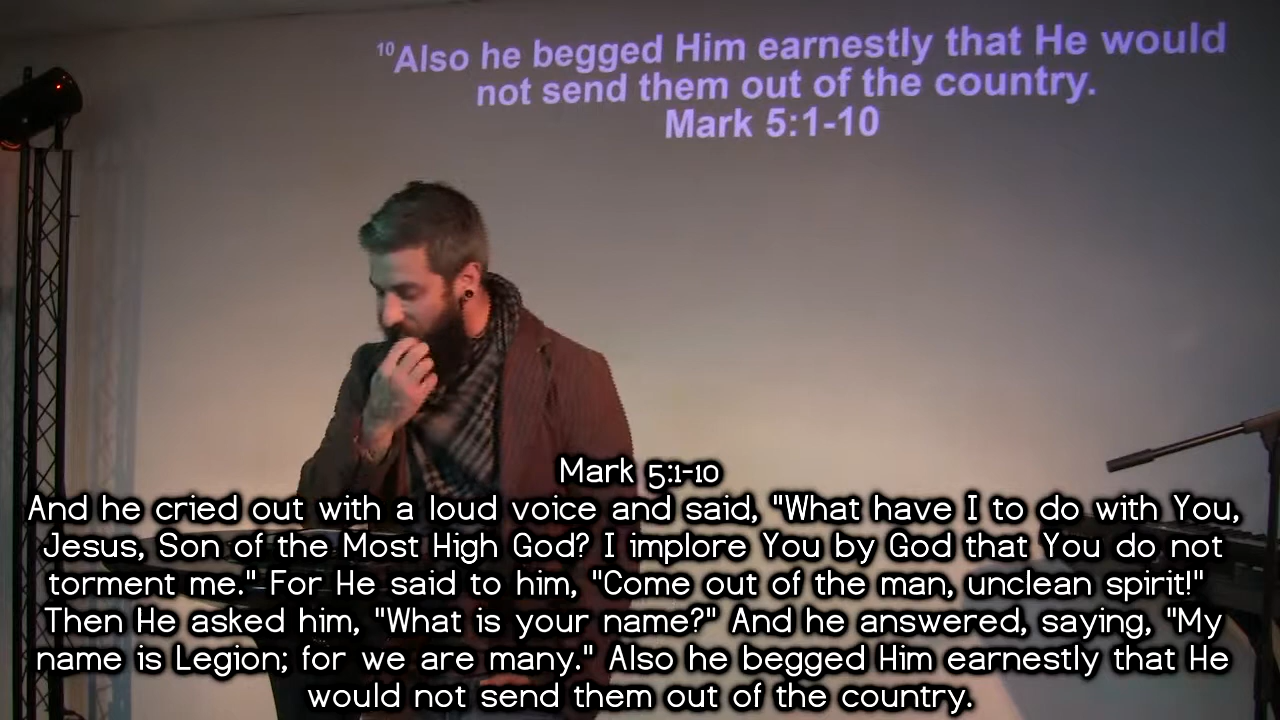 ¹⁰Also he begged Him earnestly that He would
not send them out of the country.
Mark 5:1-10
Mark 5:1-10
And he cried out with a loud voice and said, "What have I to do with You,
Jesus, Son of the Most High God? I implore You by God that You do not
torment me." For He said to him, "Come out of the man, unclean spirit!"
Then He asked him, "What is your name?" And he answered, saying, "My
name is Legion; for we are many." Also he begged Him earnestly that He
would not send them out of the country.